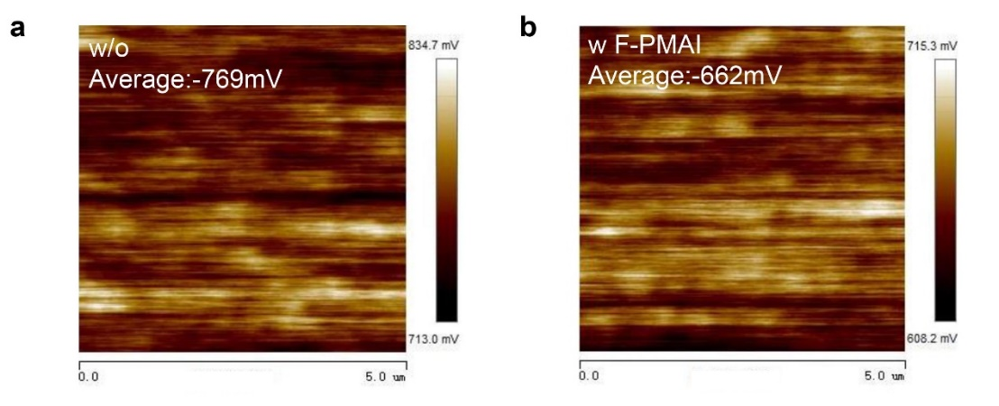 a
w/o
Average:-769mV
834.7 mV
713.0 mV
0.0
5.0 um
b
w F-PMAI
Average:-662mV
715.3 mV
608.2 mV
0.0
5.0 um